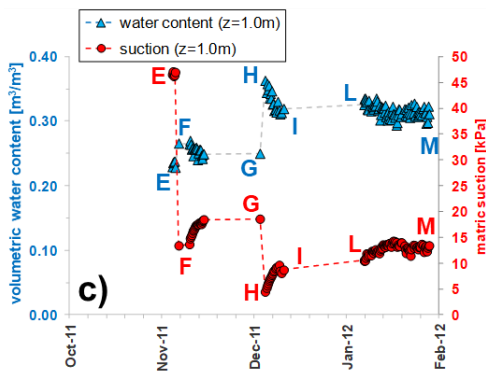 water content (z=1.0m)
suction (z=1.0m)
volumetric water content [m³/m³]
0.40
0.30
0.20
0.10
0.00
50
45
40
35
30
25
20
15
10
5
0
matric suction [kPa]
E
H
L
F
I
M
E
G
G
F
H
I
L
M
c)
Oct-11
Nov-11
Dec-11
Jan-12
Feb-12